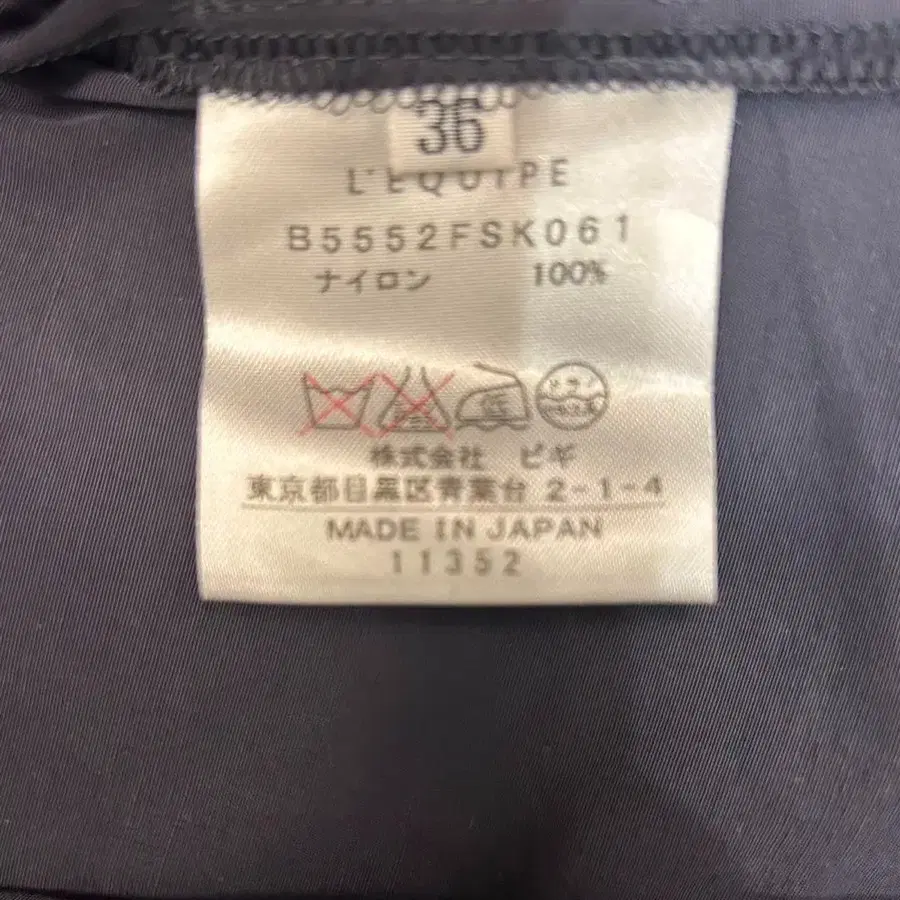 36
L'EQUIPE
B5552FSK061
ナイロン 100%
株式会社 ビギ
東京都目黒区青葉台 2-1-4
MADE IN JAPAN
11352